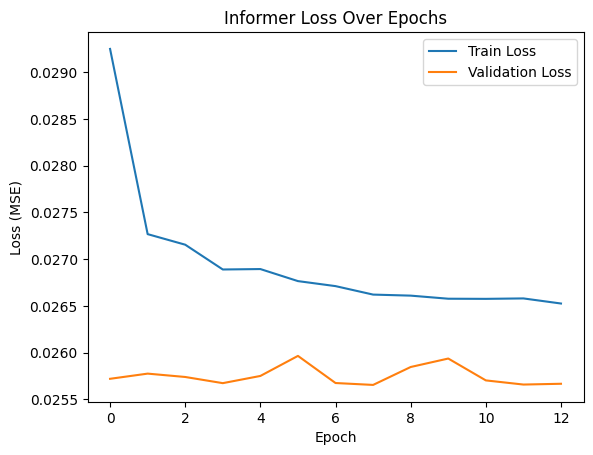 Informer Loss Over Epochs
Train Loss
Validation Loss
Loss (MSE)
0.0290
0.0285
0.0280
0.0275
0.0270
0.0265
0.0260
0.0255
0 2 4 6 8 10 12
Epoch